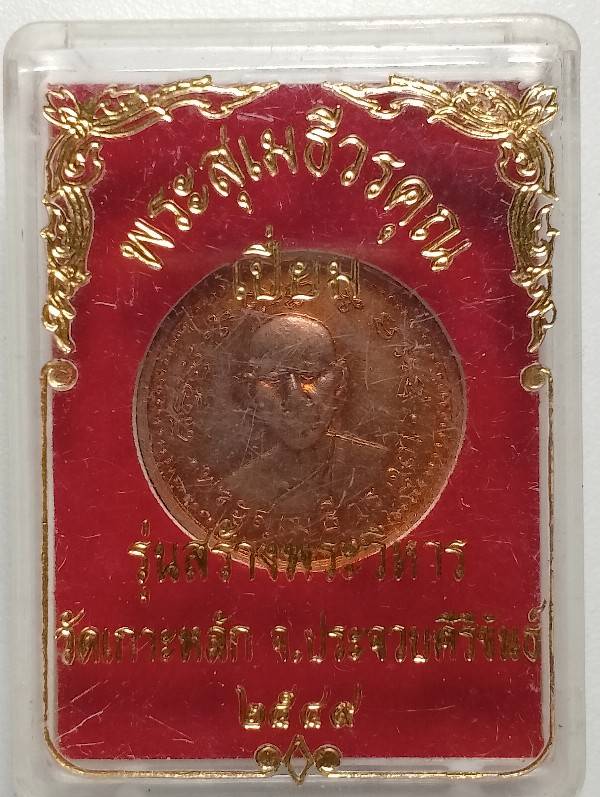 พระสุเมธีวรคุณ
เปี่ยม
รุ่นสร้างพระวิหาร
วัดเกาะหลัก จ.ประจวบคีรีขันธ์
๒๕๔๙